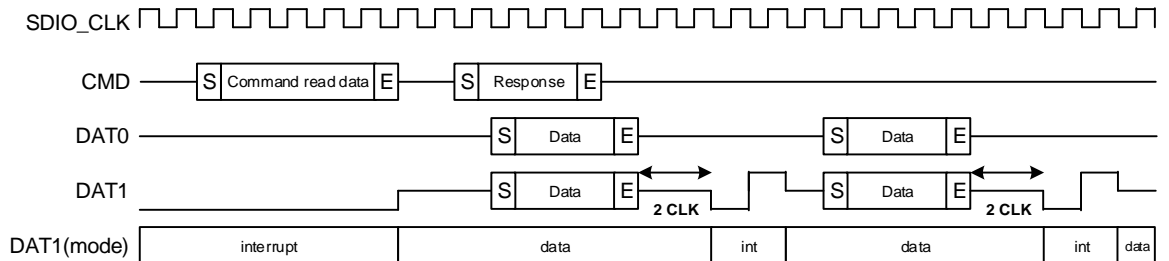 SDIO_CLK
CMD S Command read data E S Response E
DAT0 S Data E S Data E
DAT1 S Data E S Data E
2 CLK 2 CLK
DAT1(mode) interrupt data int data int data